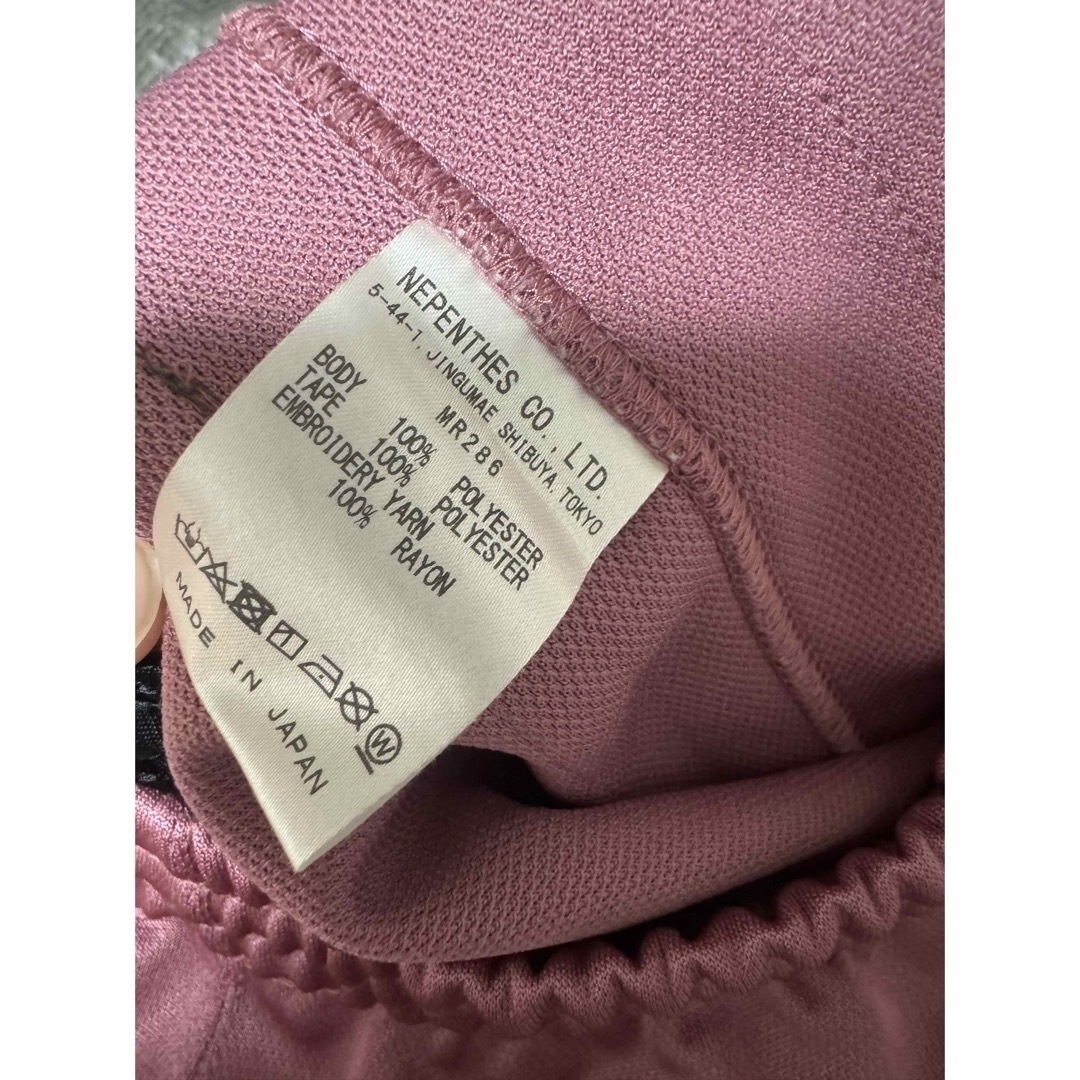 NEPENTHES CO., LTD.
5-44-1, JINGUMAE SHIBUYA, TOKYO
MR286
BODY 100% POLYESTER
TAPE 100% POLYESTER
EMBROIDERY YARN
100% RAYON
W
MADE IN JAPAN